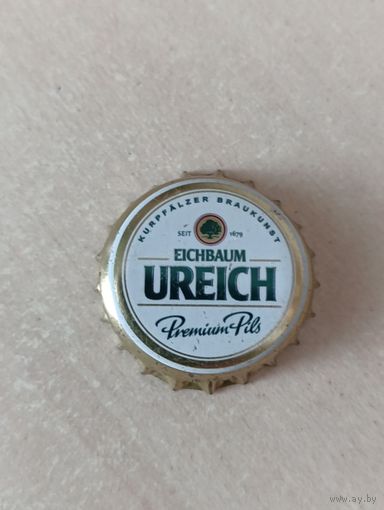 KURPFÄLZER BRAUKUNST
SEIT 1679
EICHBAUM
UREICH
Premium Pils
www.ay.by